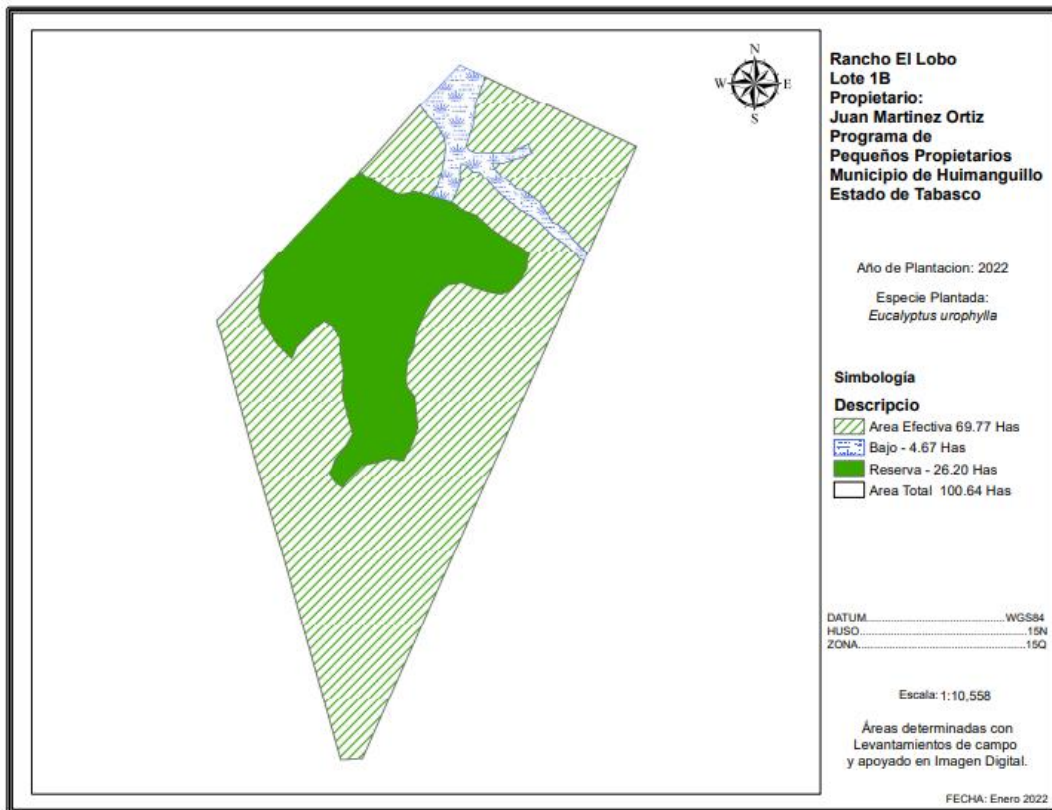 N
W
E
S
Rancho El Lobo
Lote 1B
Propietario:
Juan Martinez Ortiz
Programa de
Pequeños Propietarios
Municipio de Huimanguillo
Estado de Tabasco
Año de Plantacion: 2022
Especie Plantada:
Eucalyptus urophylla
Simbología
Descripcio
Area Efectiva 69.77 Has
Bajo - 4.67 Has
Reserva - 26.20 Has
Area Total 100.64 Has
DATUM...............................................WGS84
HUSO......................................................15N
ZONA......................................................15Q
Escala: 1:10,558
Áreas determinadas con
Levantamientos de campo
y apoyado en Imagen Digital.
FECHA: Enero 2022